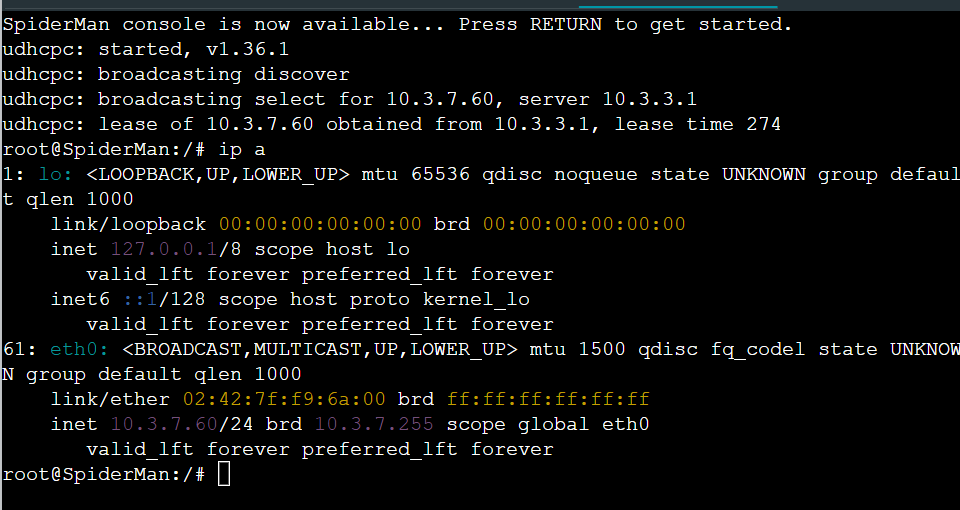 SpiderMan console is now available... Press RETURN to get started.
udhcpc: started, v1.36.1
udhcpc: broadcasting discover
udhcpc: broadcasting select for 10.3.7.60, server 10.3.3.1
udhcpc: lease of 10.3.7.60 obtained from 10.3.3.1, lease time 274
root@SpiderMan:/# ip a
1: lo: <LOOPBACK,UP,LOWER_UP> mtu 65536 qdisc noqueue state UNKNOWN group defaul
t qlen 1000
    link/loopback 00:00:00:00:00:00 brd 00:00:00:00:00:00
    inet 127.0.0.1/8 scope host lo
       valid_lft forever preferred_lft forever
    inet6 ::1/128 scope host proto kernel_lo
       valid_lft forever preferred_lft forever
61: eth0: <BROADCAST,MULTICAST,UP,LOWER_UP> mtu 1500 qdisc fq_codel state UNKNOW
N group default qlen 1000
    link/ether 02:42:7f:f9:6a:00 brd ff:ff:ff:ff:ff:ff
    inet 10.3.7.60/24 brd 10.3.7.255 scope global eth0
       valid_lft forever preferred_lft forever
root@SpiderMan:/#